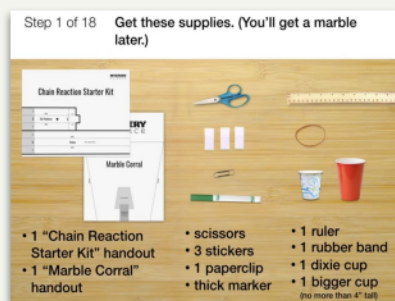 Step 1 of 18
Get these supplies. (You'll get a marble
later.)
Chain Reaction Starter Kit
Marble Corral
• 1 "Chain Reaction
Starter Kit" handout
• 1 "Marble Corral"
handout
• scissors
• 3 stickers
• 1 paperclip
• thick marker
• 1 ruler
• 1 rubber band
• 1 dixie cup
• 1 bigger cup
(no more than 4" tall)